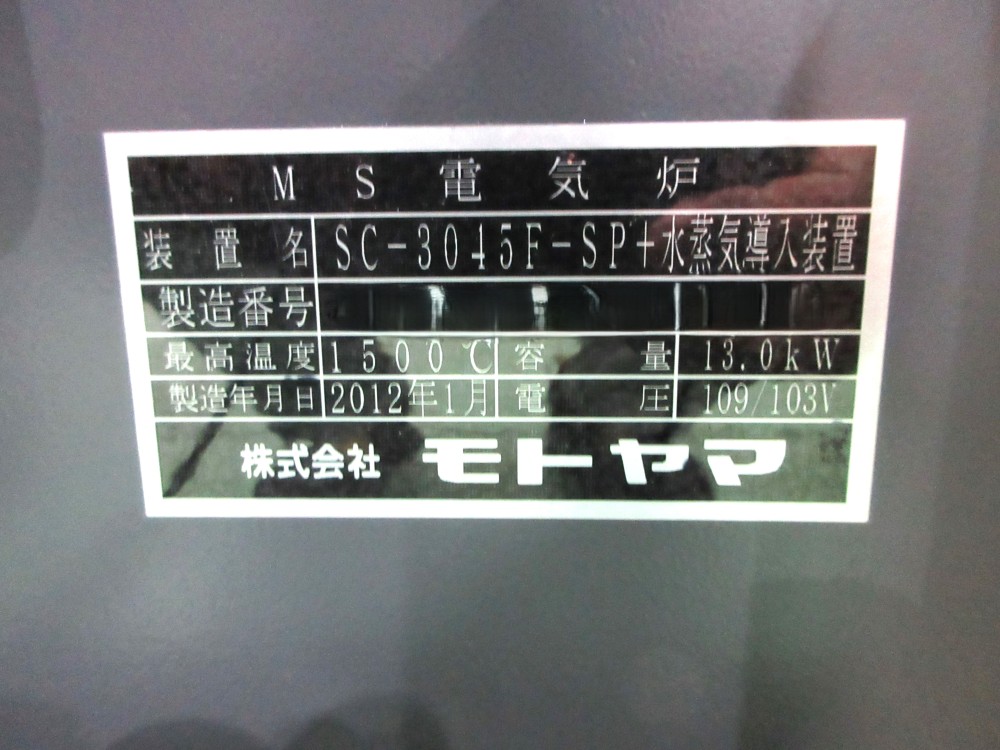 MS電気炉
装置名 SC-3045F-SP+水蒸気導入装置
製造番号
最高温度 1500℃ 容量 13.0kW
製造年月日 2012年1月 電圧 109/103V
株式会社 モトヤマ